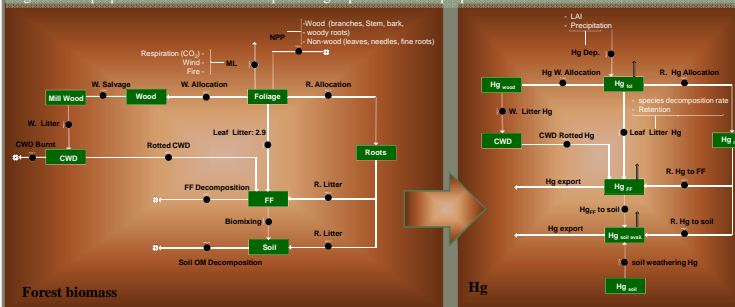 -Wood (branches, Stem, bark,
- woody roots)
- Non-wood (leaves, needles, fine roots)
NPP
Respiration (CO2) -
Wind -
Fire -
ML
W. Salvage
W. Allocation
R. Allocation
Mill Wood
Wood
Foliage
W. Litter
Leaf Litter: 2.9
CWD Burnt
Rotted CWD
CWD
Roots
FF Decomposition
R. Litter
FF
Biomixing
R. Litter
Soil
Soil OM Decomposition
Forest biomass
- LAI
- Precipitation
Hg Dep.
Hg W. Allocation
R. Hg Allocation
Hg wood
Hg fol
- species decomposition rate
- Retention
W. Litter Hg
Leaf Litter Hg
CWD Rotted Hg
CWD
Hg
R. Hg to FF
Hg export
Hg FF
HgFF to soil
Hg export
R. Hg to soil
Hg soil avail.
soil weathering Hg
Hg soil
Hg